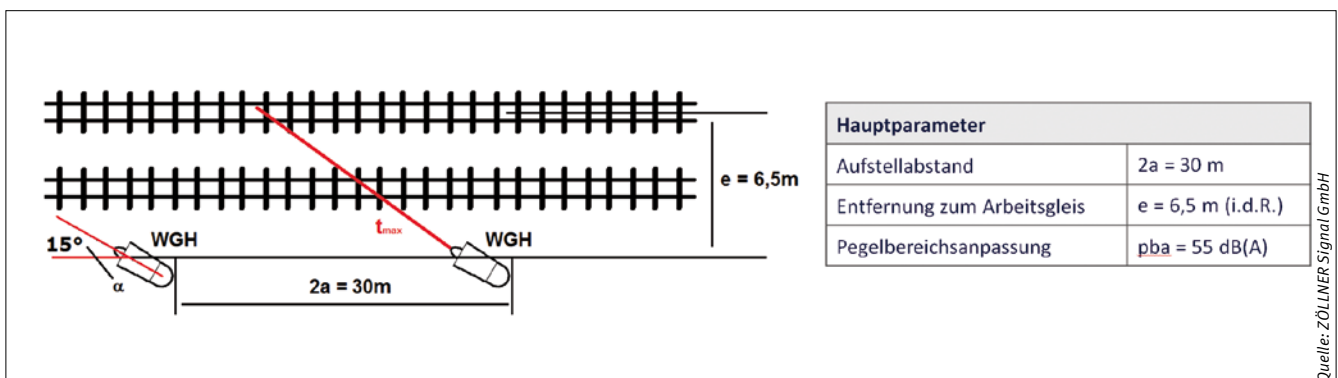 e = 6,5m
t max
15°
WGH
WGH
α
2a = 30m
Hauptparameter
Aufstellabstand 2a = 30 m
Entfernung zum Arbeitsgleis e = 6,5 m (i.d.R.)
Pegelbereichsanpassung pba = 55 dB(A)
Quelle: ZÖLLNER Signal GmbH